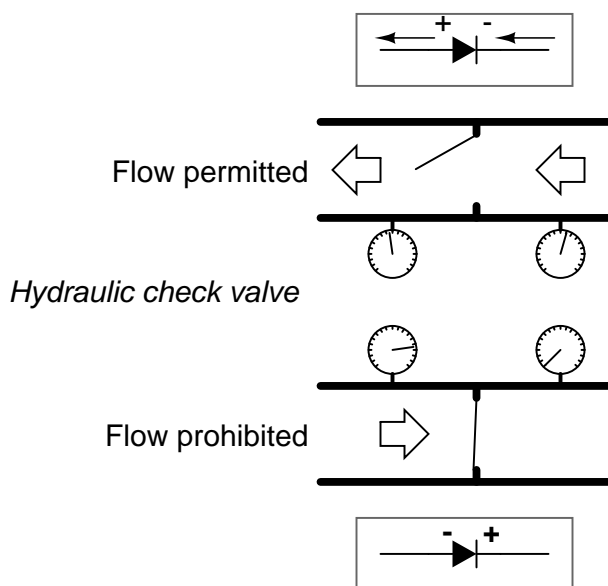 + -
Flow permitted
Hydraulic check valve
Flow prohibited
- +